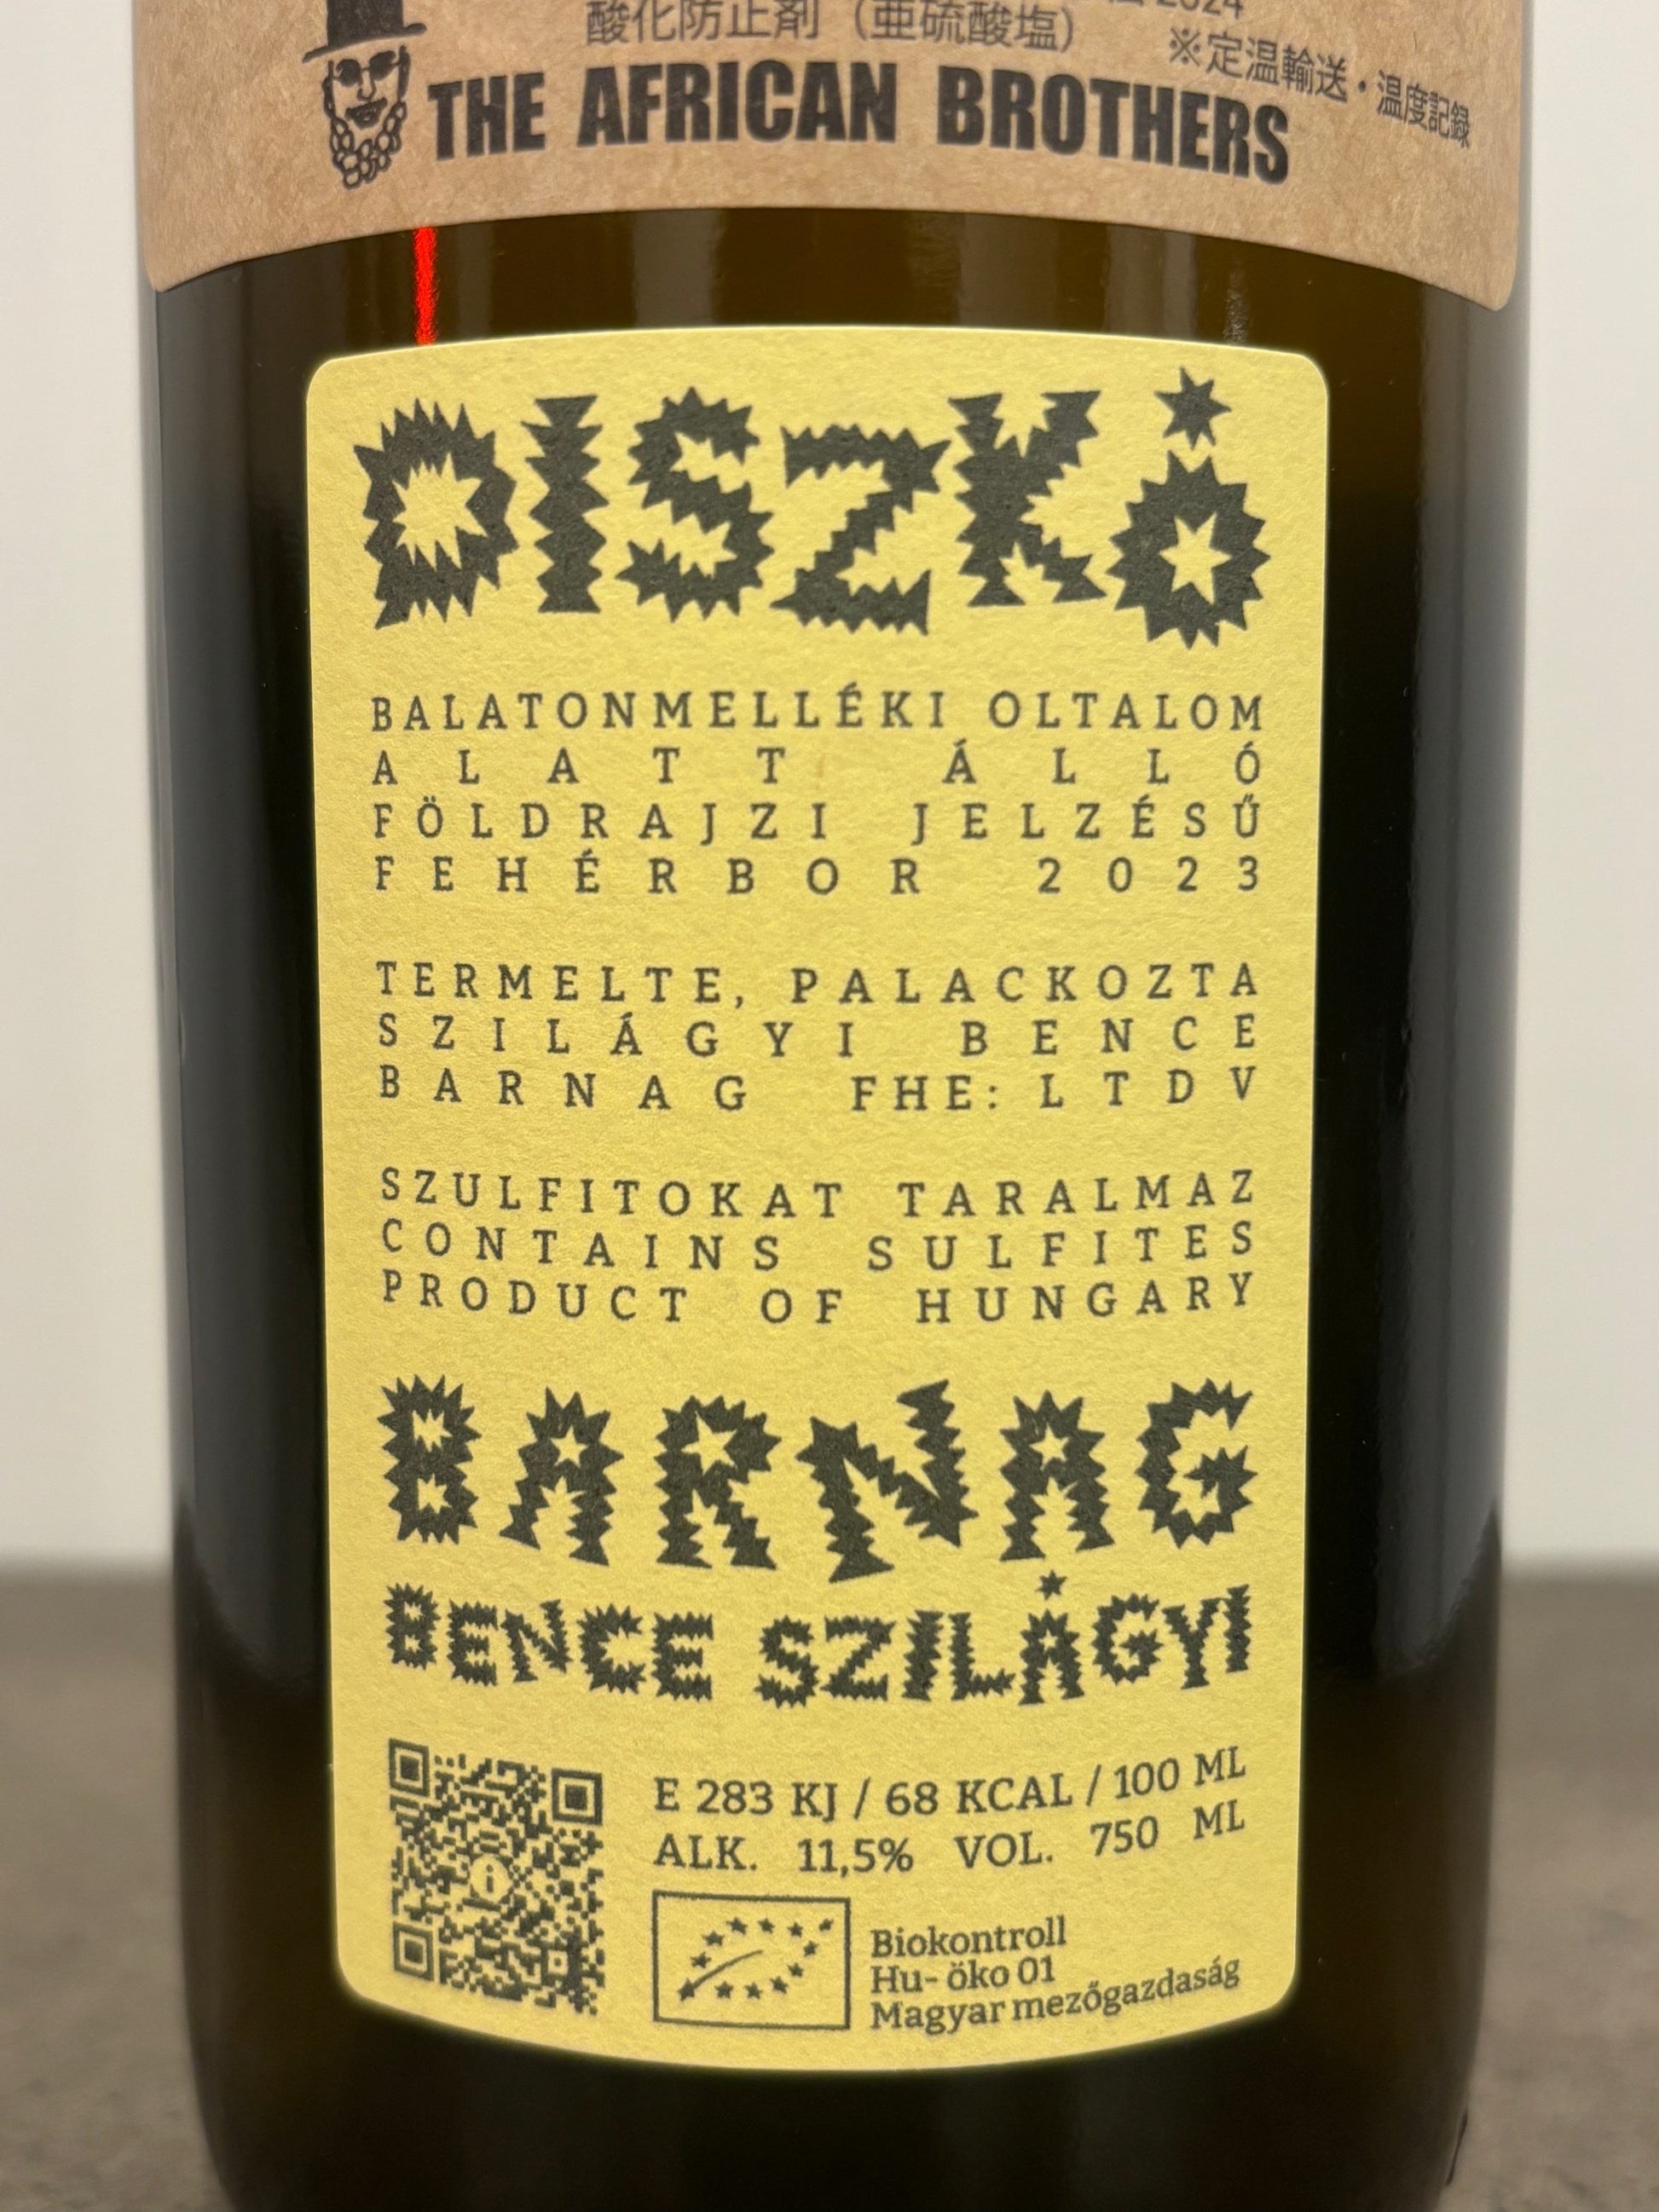 2024
酸化防止剤（亜硫酸塩）
※定温輸送・温度記録
THE AFRICAN BROTHERS
DISZKÓ
BALATONMELLÉKI OLTALOM
ALATT ÁLLÓ
FÖLDRAJZI JELZÉSŰ
FEHÉRBOR 2023
TERMELTE, PALACKOZTA
SZILÁGYI BENCE
BARNAG FHE: LTDV
SZULFITOKAT TARALMAZ
CONTAINS SULFITES
PRODUCT OF HUNGARY
BARNAG
BENCE SZILÁGYI
E 283 KJ / 68 KCAL / 100 ML
ALK. 11,5% VOL. 750 ML
Biokontroll
Hu- öko 01
Magyar mezőgazdaság